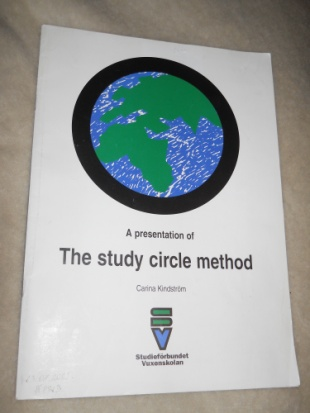 A presentation of
The study circle method
Carina Kindström
SV
Studieförbundet
Vuxenskolan